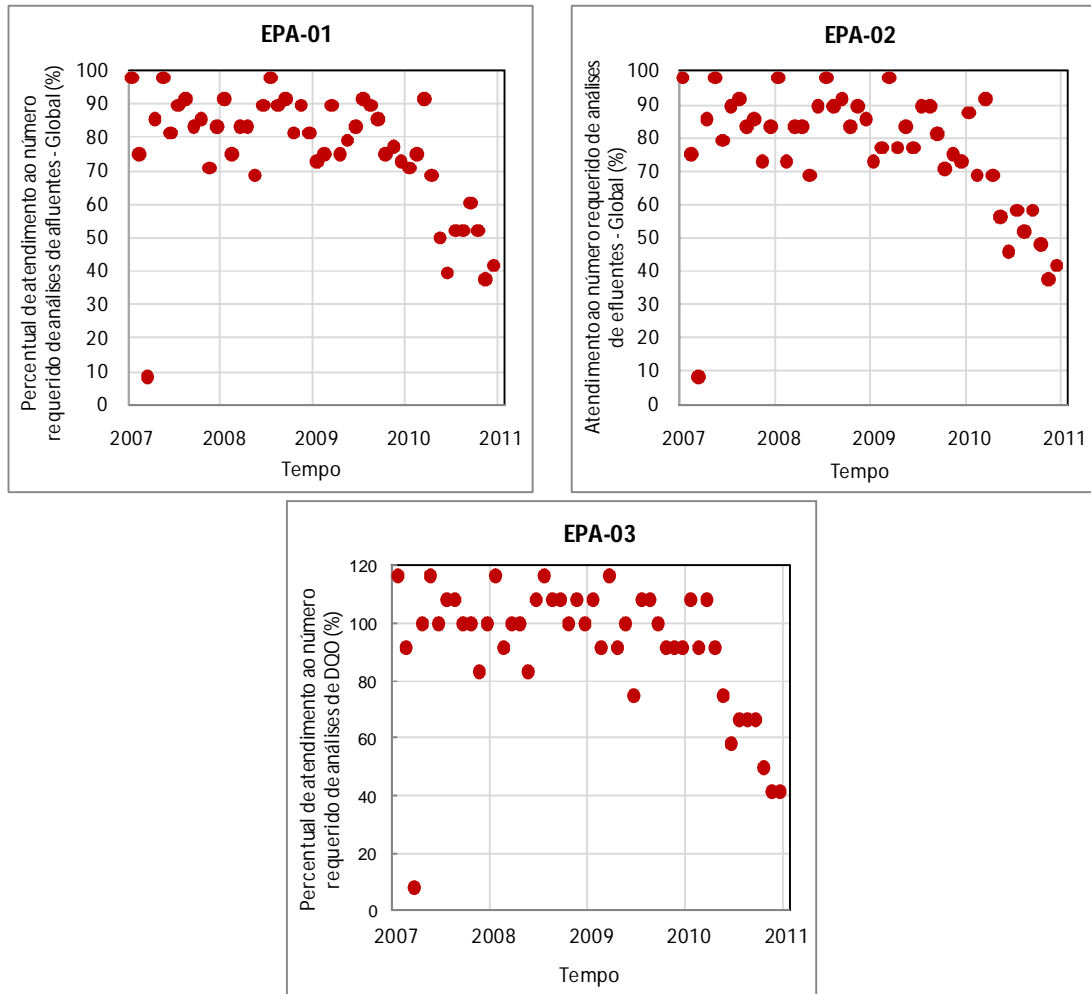 EPA-01
Percentual de atendimento ao número
requerido de análises de afluentes - Global (%)
100
90
80
70
60
50
40
30
20
10
0
2007 2008 2009 2010 2011
Tempo
EPA-02
Atendimento ao número requerido de análises
de efluentes - Global (%)
100
90
80
70
60
50
40
30
20
10
0
2007 2008 2009 2010 2011
Tempo
EPA-03
Percentual de atendimento ao número
requerido de análises de DQO (%)
120
100
80
60
40
20
0
2007 2008 2009 2010 2011
Tempo